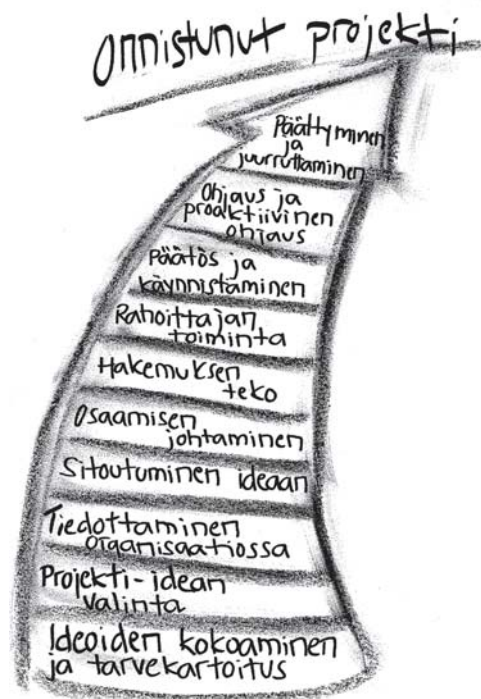 Onnistunut projekti
Päättyminen
ja
juurruttaminen
Ohjaus ja
proaktiivinen
ohjaus
Päätös ja
käynnistäminen
Rahoittajan
toiminta
Hakemuksen
teko
Osaamisen
johtaminen
Sitoutuminen ideaan
Tiedottaminen
organisaatiossa
Projekti-idean
valinta
Ideoiden kokoaminen
ja tarvekartoitus